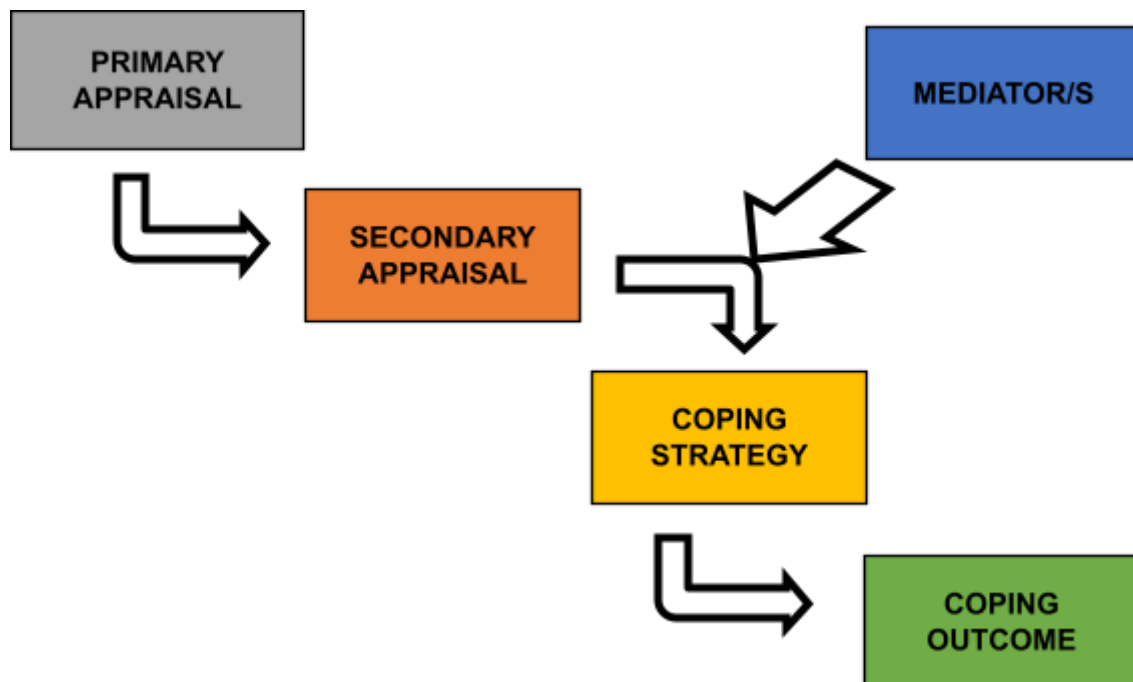 PRIMARY
APPRAISAL
MEDIATOR/S
SECONDARY
APPRAISAL
COPING
STRATEGY
COPING
OUTCOME